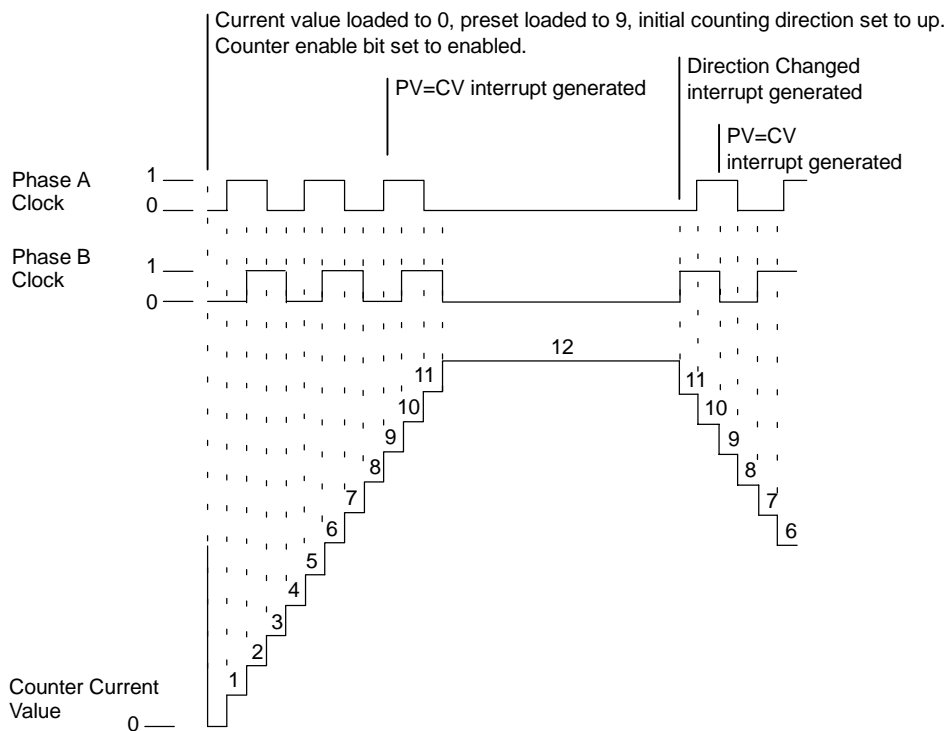 Current value loaded to 0, preset loaded to 9, initial counting direction set to up.
Counter enable bit set to enabled.
PV=CV interrupt generated
Direction Changed
interrupt generated
PV=CV
interrupt generated
Phase A
Clock
1
0
Phase B
Clock
1
0
12
11
11
10
10
9
9
8
8
7
7
6
6
5
4
3
2
1
Counter Current
Value
0